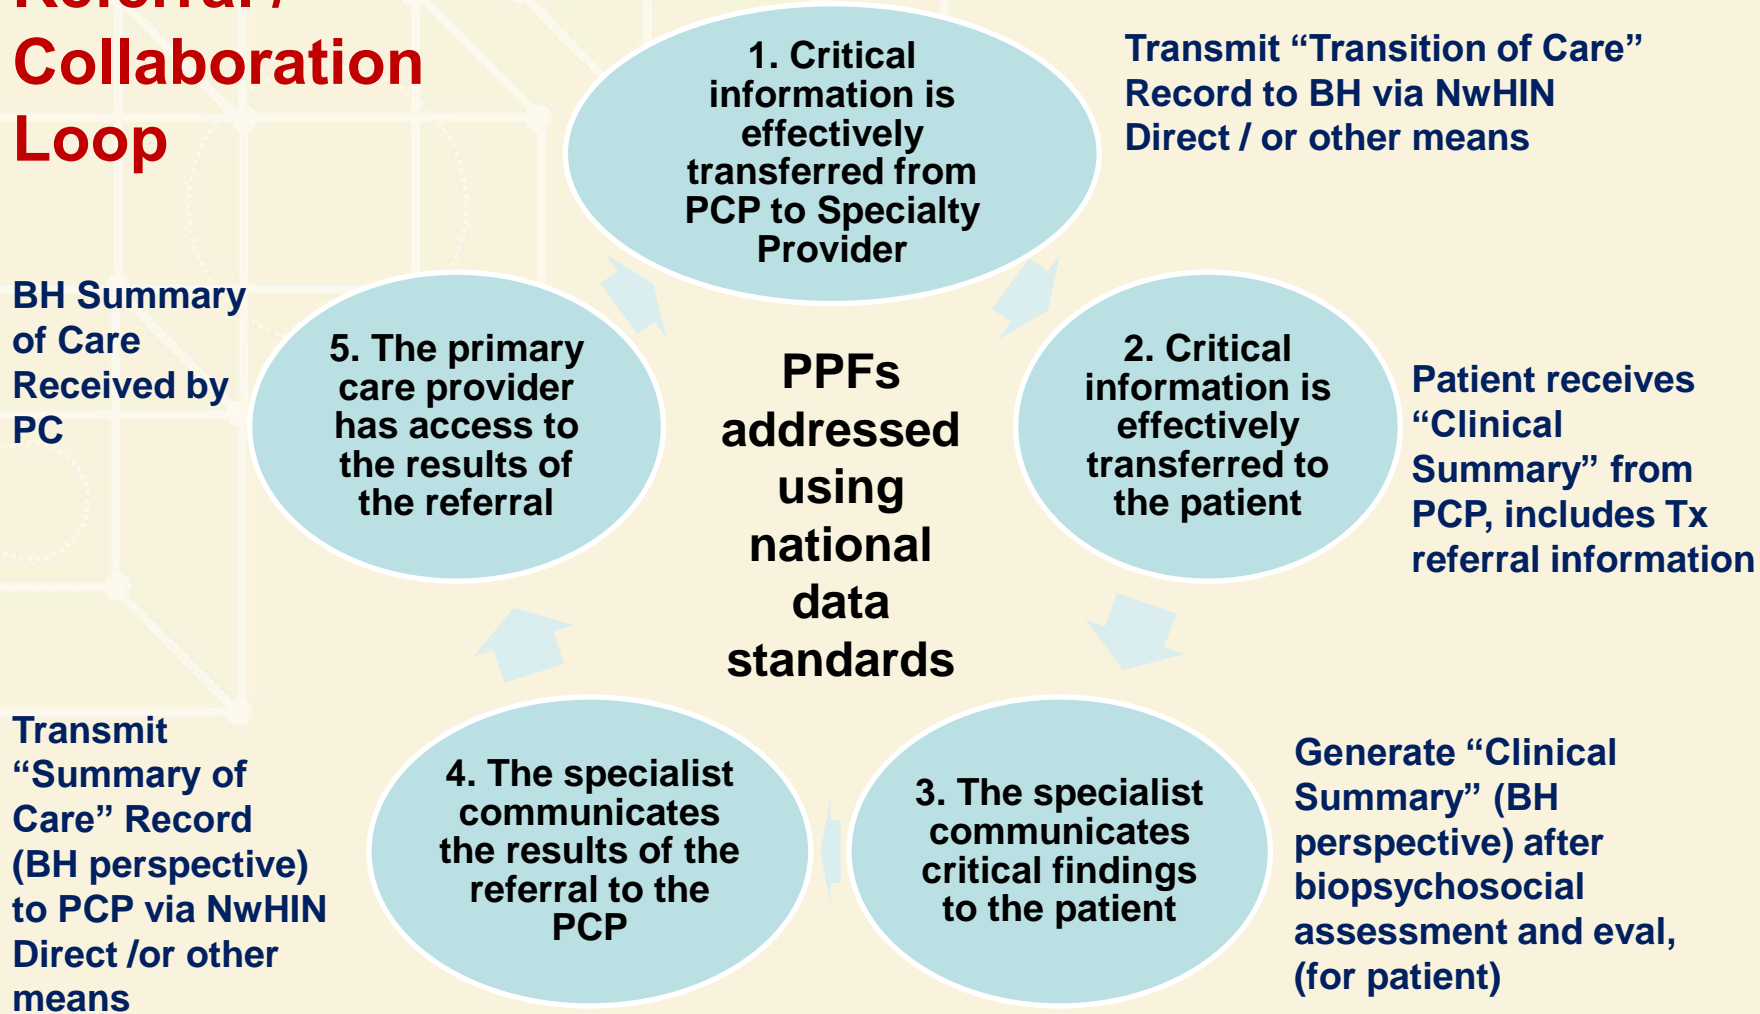 Referral /
Collaboration
Loop
1. Critical
information is
effectively
transferred from
PCP to Specialty
Provider
Transmit “Transition of Care”
Record to BH via NwHIN
Direct / or other means
2. Critical
information is
effectively
transferred to
the patient
Patient receives
“Clinical
Summary” from
PCP, includes Tx
referral information
3. The specialist
communicates
critical findings
to the patient
Generate “Clinical
Summary” (BH
perspective) after
biopsychosocial
assessment and eval,
(for patient)
4. The specialist
communicates
the results of the
referral to the
PCP
Transmit
“Summary of
Care” Record
(BH perspective)
to PCP via NwHIN
Direct /or other
means
5. The primary
care provider
has access to
the results of
the referral
BH Summary
of Care
Received by
PC
PPFs
addressed
using
national
data
standards